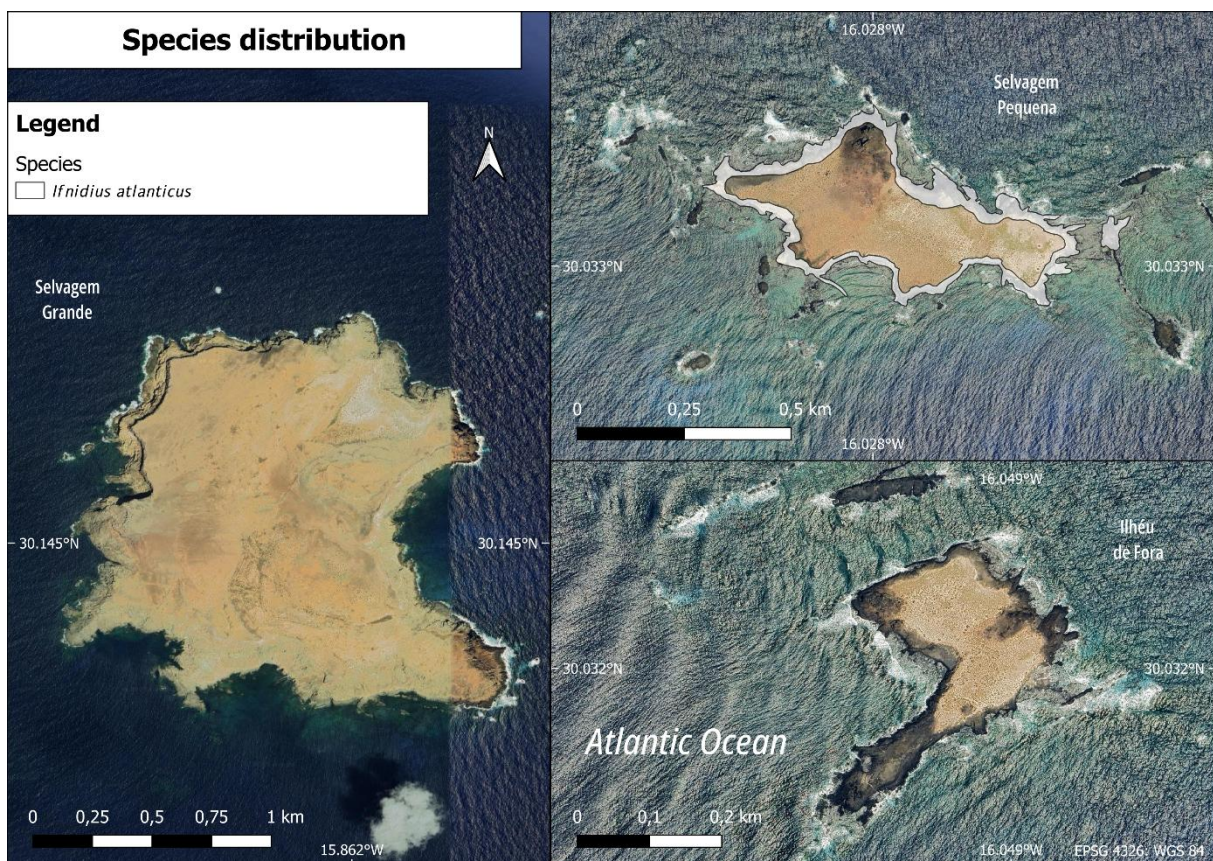 Species distribution
Legend
Species
Ifnidius atlanticus
N
Selvagem
Grande
30.145°N
30.145°N
0 0,25 0,5 0,75 1 km
15.862°W
16.028°W
Selvagem
Pequena
30.033°N
30.033°N
0 0,25 0,5 km
16.028°W
16.049°W
Ilhéu
de Fora
30.032°N
30.032°N
Atlantic Ocean
0 0,1 0,2 km
16.049°W
EPSG 4326: WGS 84